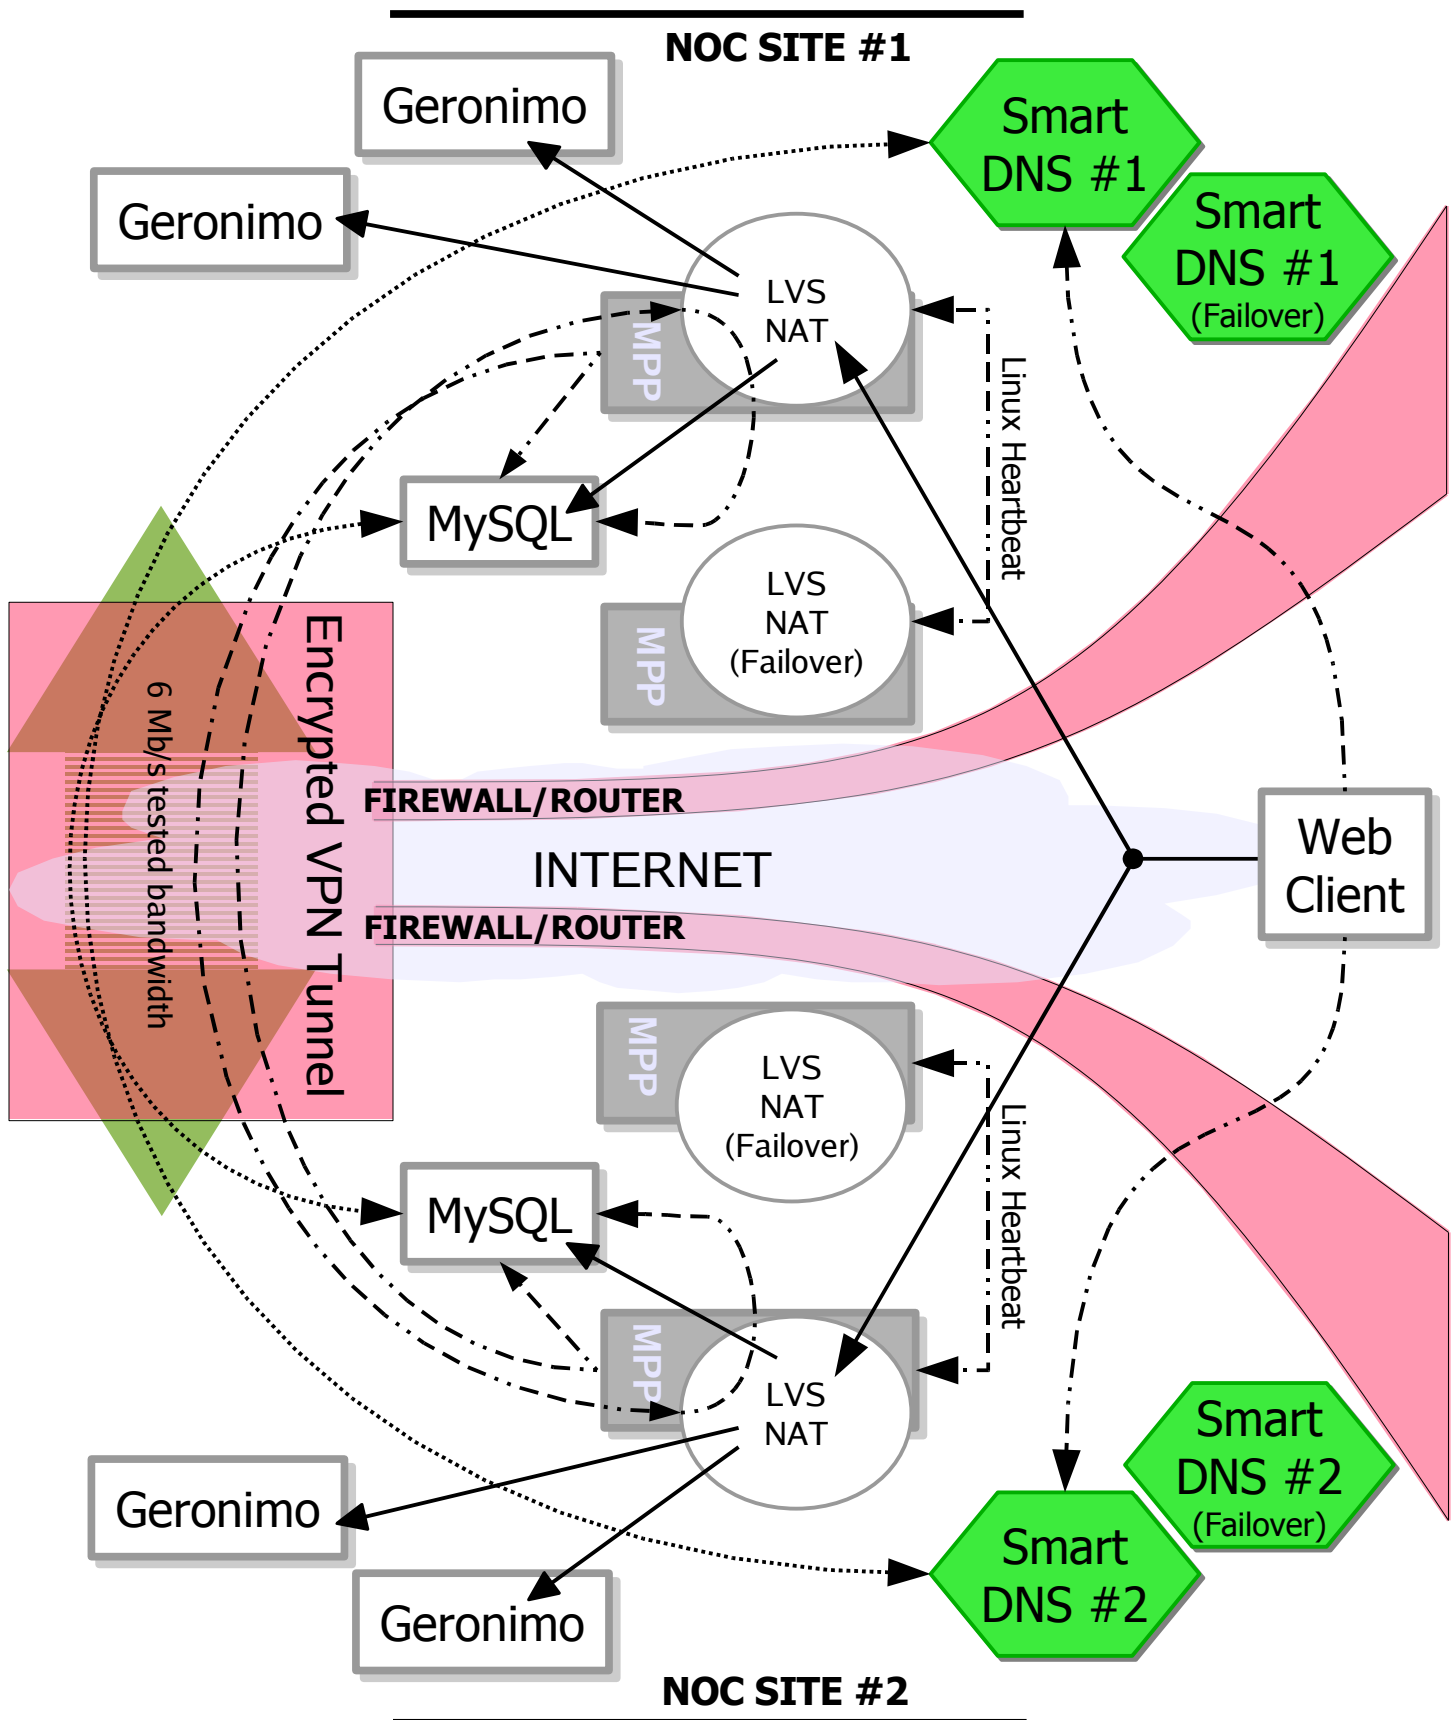 NOC SITE #1
Geronimo
Smart
DNS #1
Geronimo
Smart
DNS #1
(Failover)
LVS
NAT
MPP
Linux Heartbeat
MySQL
LVS
NAT
(Failover)
MPP
Encrypted VPN Tunnel
6 Mb/s tested bandwidth
FIREWALL/ROUTER
INTERNET
Web
Client
FIREWALL/ROUTER
MPP
LVS
NAT
(Failover)
Linux Heartbeat
MySQL
MPP
LVS
NAT
Smart
DNS #2
(Failover)
Geronimo
Smart
DNS #2
Geronimo
NOC SITE #2